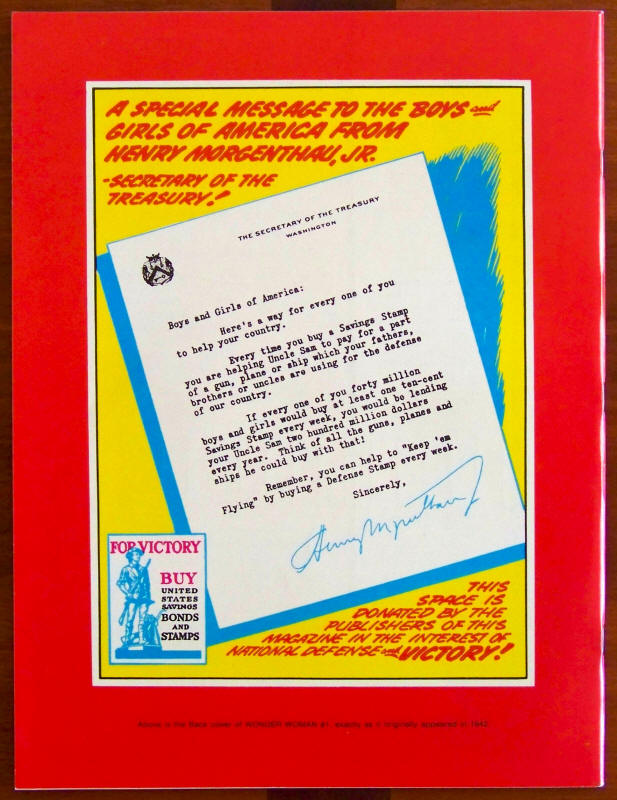 A SPECIAL MESSAGE TO THE BOYS and
GIRLS OF AMERICA FROM
HENRY MORGENTHAU, JR.
-SECRETARY OF THE
TREASURY!
THE SECRETARY OF THE TREASURY
WASHINGTON
Boys and Girls of America:
Here's a way for every one of you
to help your country.
Every time you buy a Savings Stamp
you are helping Uncle Sam to pay for a part
of a gun, plane or ship which your fathers,
brothers or uncles are using for the defense
of our country.
If every one of you forty million
boys and girls would buy at least one ten-cent
Savings Stamp every week, you would be lending
your Uncle Sam two hundred million dollars
every year. Think of all the guns, planes and
ships he could buy with that!
Remember, you can help to "Keep 'em
Flying" by buying a Defense Stamp every week.
Sincerely,
Henry Morgenthau Jr
FOR VICTORY
BUY
UNITED
STATES
SAVINGS
BONDS
AND
STAMPS
THIS
SPACE IS
DONATED BY THE
PUBLISHERS OF THIS
MAGAZINE IN THE INTEREST OF
NATIONAL DEFENSE and VICTORY!
Above is the Back cover of WONDER WOMAN #1, exactly as it originally appeared in 1942.